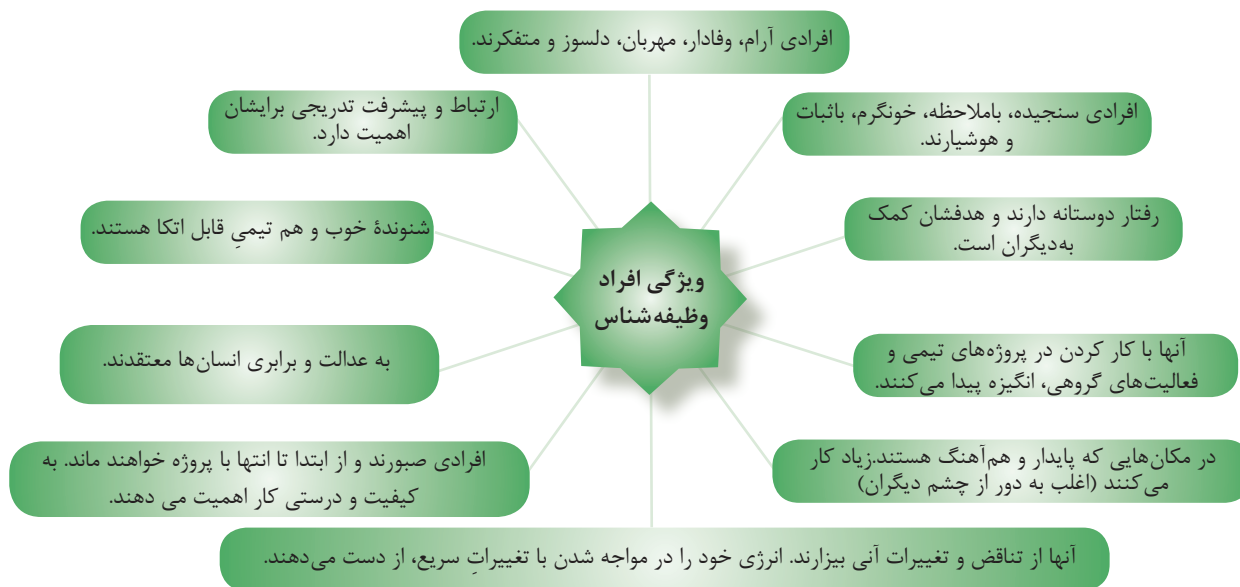 افرادی آرام، وفادار، مهربان، دلسوز و متفکرند.
افرادی سنجیده، باملاحظه، خونگرم، باثبات
و هوشیارند.
ارتباط و پیشرفت تدریجی برایشان
اهمیت دارد.
رفتار دوستانه دارند و هدفشان کمک
به‌دیگران است.
شنوندهٔ خوب و هم تیمیِ قابل اتکا هستند.
ویژگی افراد
وظیفه‌شناس
آنها با کار کردن در پروژه‌های تیمی و
فعالیت‌های گروهی، انگیزه پیدا می‌کنند.
به عدالت و برابری انسان‌ها معتقدند.
در مکان‌هایی که پایدار و هم‌آهنگ هستند.زیاد کار
می‌کنند (اغلب به دور از چشم دیگران)
افرادی صبورند و از ابتدا تا انتها با پروژه خواهند ماند. به
کیفیت و درستی کار اهمیت می دهند.
آنها از تناقض و تغییرات آنی بیزارند. انرژی خود را در مواجه شدن با تغییراتِ سریع، از دست می‌دهند.